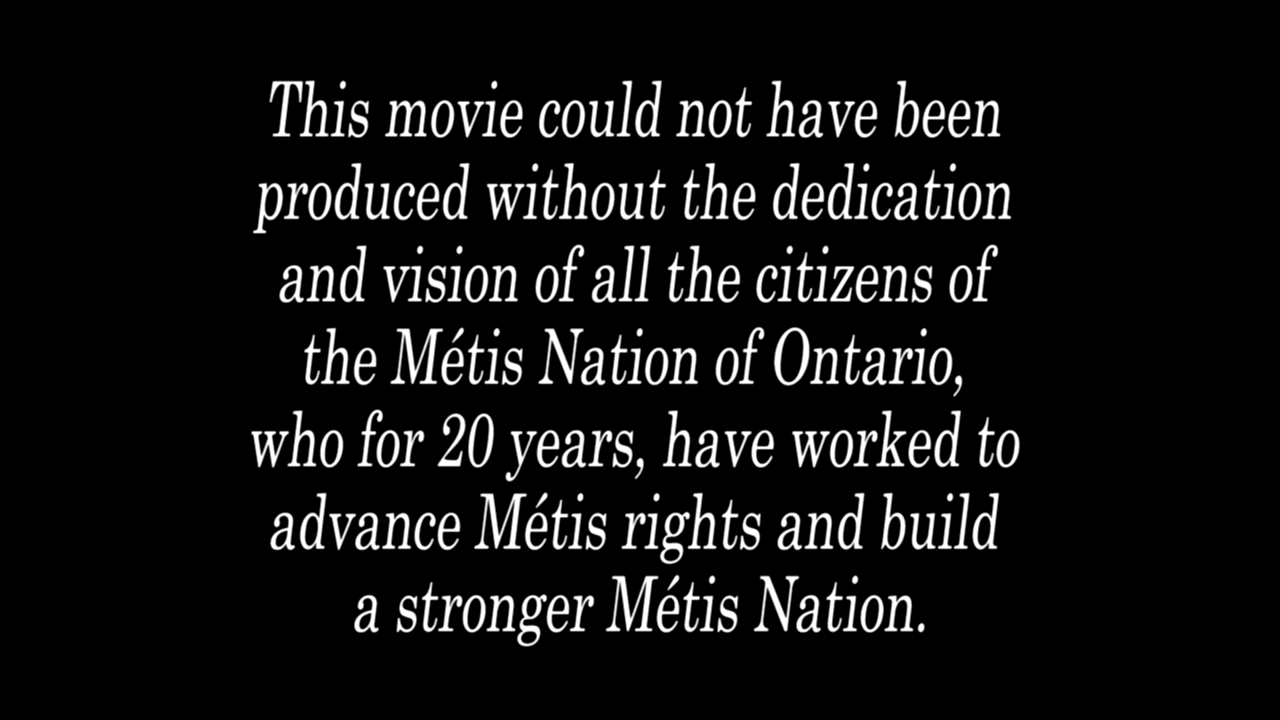 This movie could not have been
produced without the dedication
and vision of all the citizens of
the Métis Nation of Ontario,
who for 20 years, have worked to
advance Métis rights and build
a stronger Métis Nation.